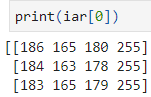 print(iar[0])
[[186 165 180 255]
[184 163 178 255]
[183 165 179 255]